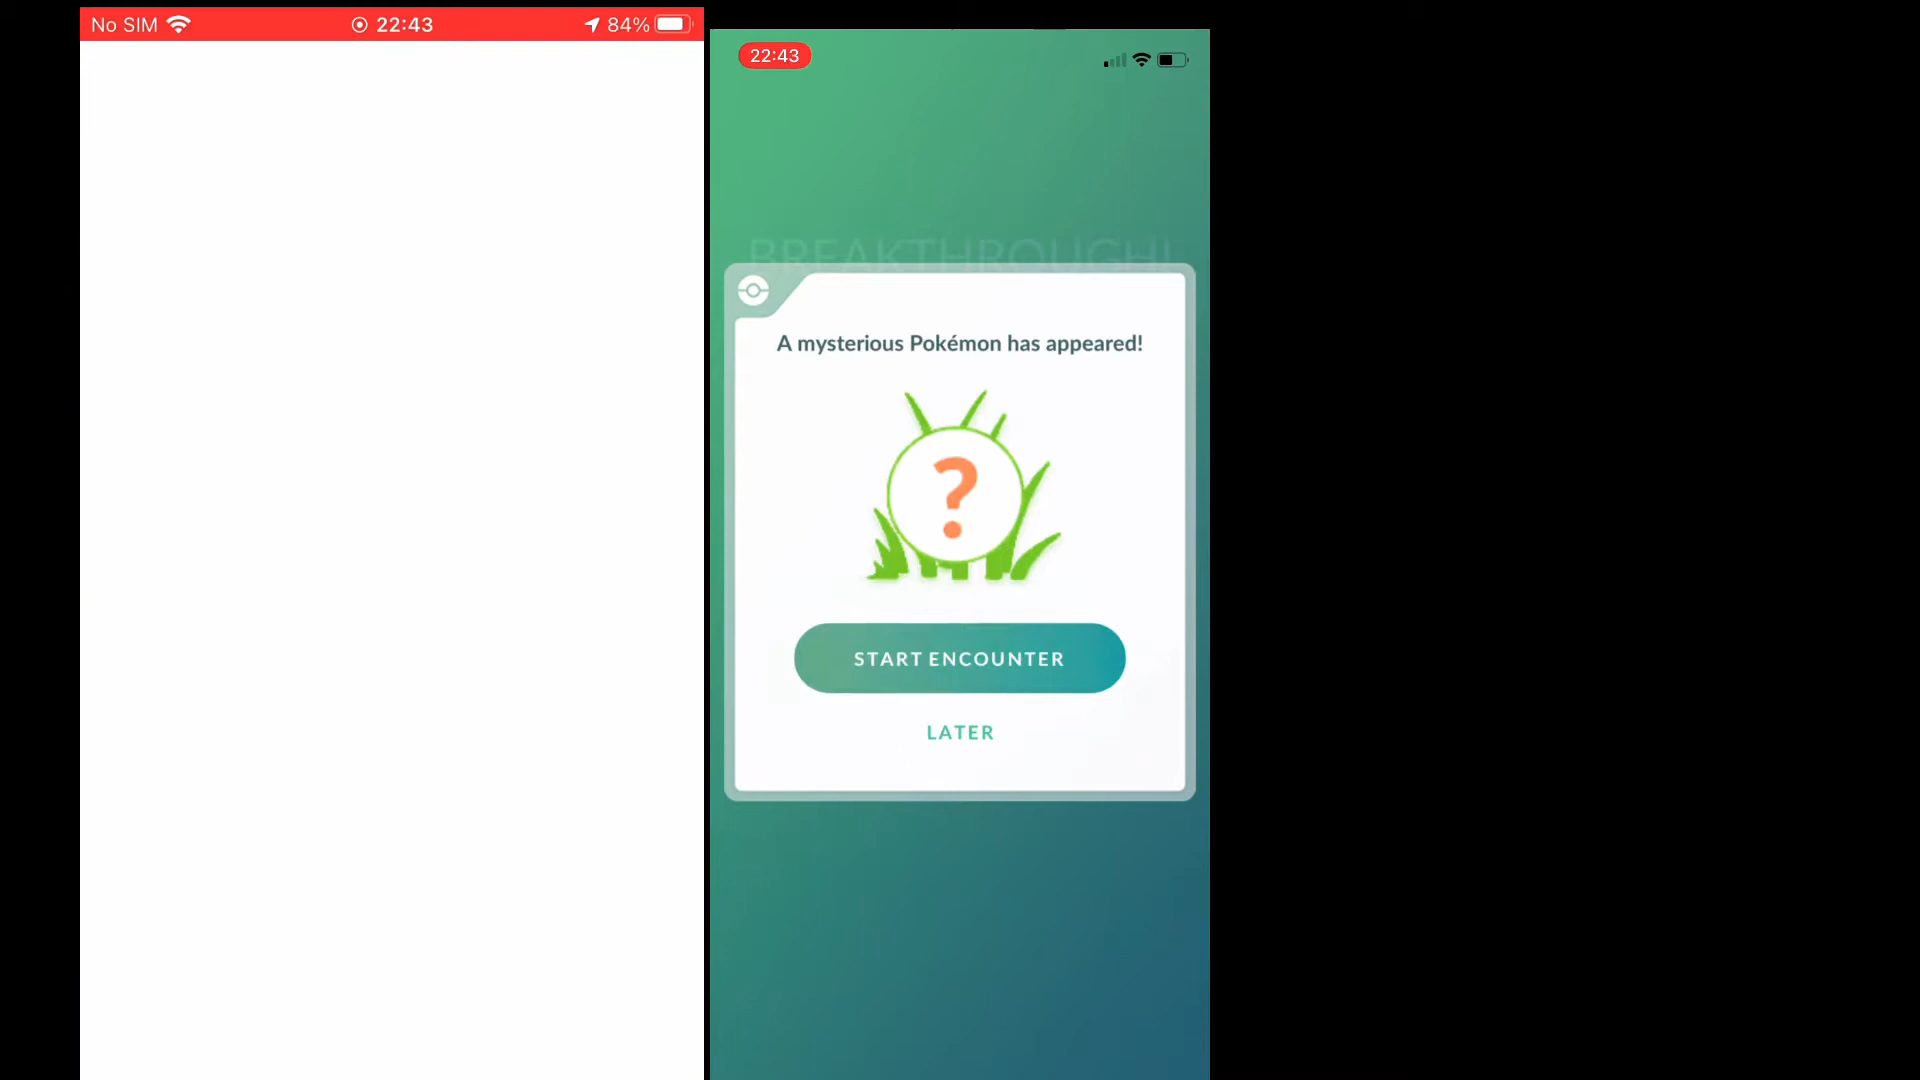 No SIM 22:43 84%
22:43
BREAKTHROUGH!
A mysterious Pokémon has appeared!
?
START ENCOUNTER
LATER